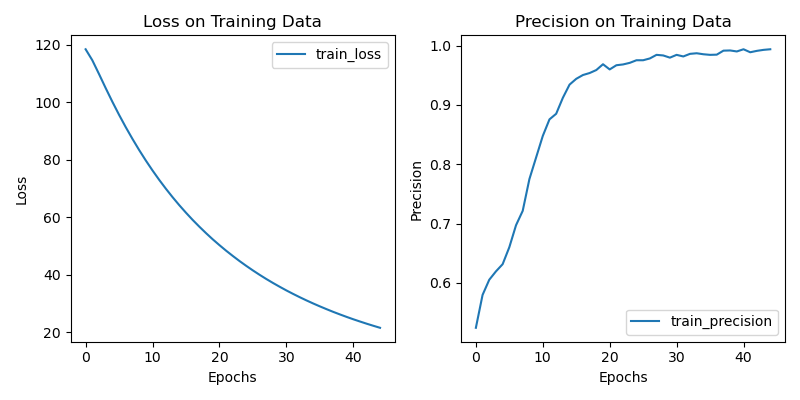 Loss on Training Data
120
100
80
60
40
20
Loss
train_loss
0 10 20 30 40
Epochs
Precision on Training Data
1.0
0.9
0.8
0.7
0.6
Precision
train_precision
0 10 20 30 40
Epochs